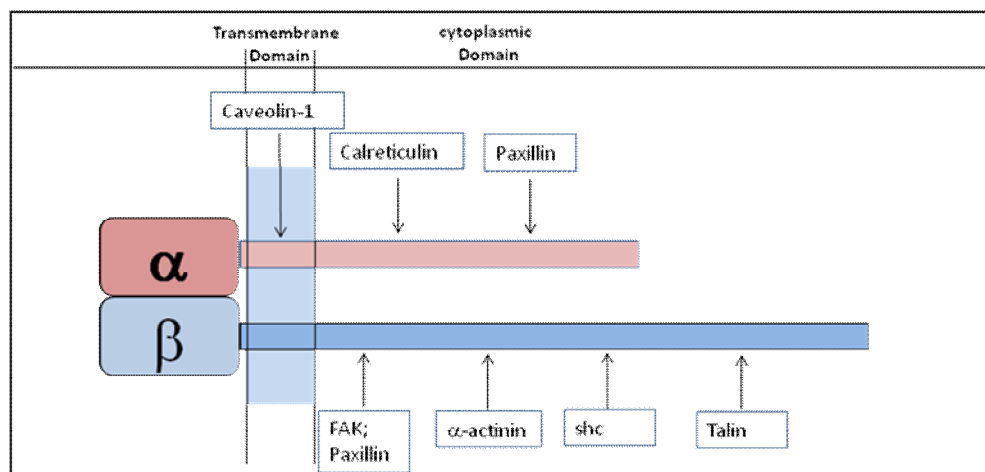 Transmembrane
Domain
cytoplasmic
Domain
Caveolin-1
Calreticulin
Paxillin
α
β
FAK;
Paxillin
α-actinin
shc
Talin